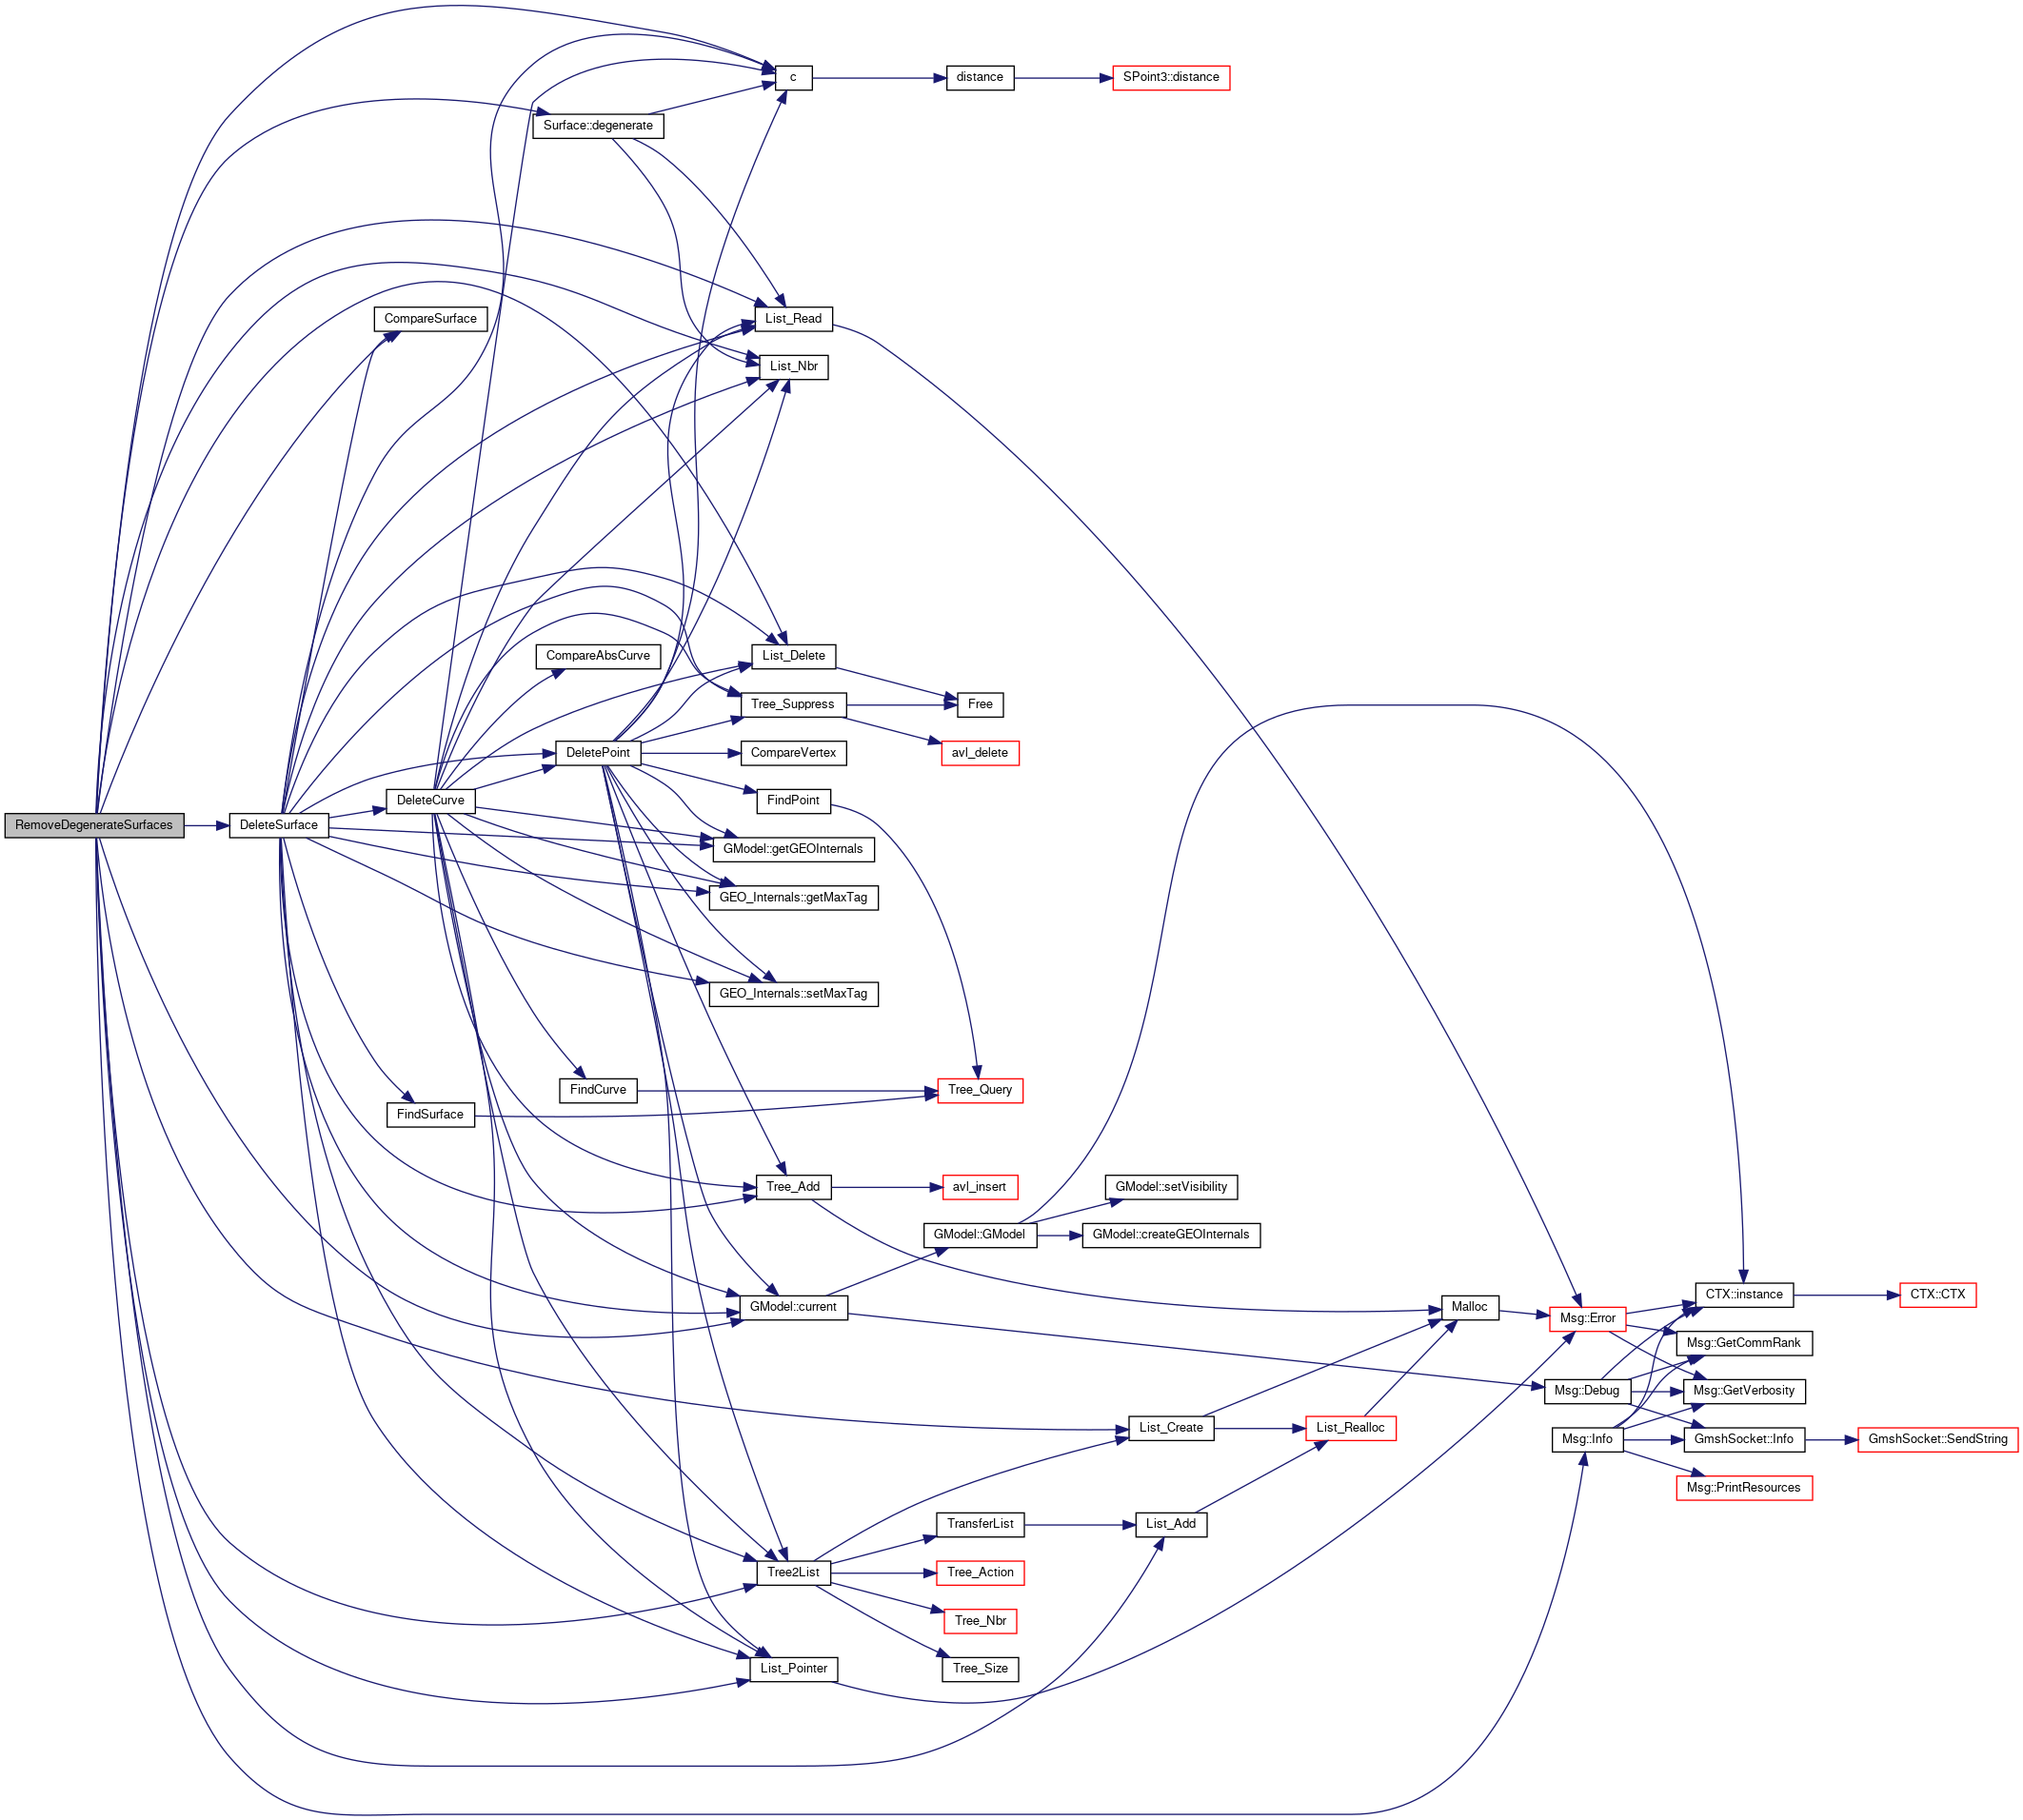 c
distance
SPoint3::distance
Surface::degenerate
CompareSurface
List_Read
List_Nbr
CompareAbsCurve
List_Delete
Tree_Suppress
Free
DeletePoint
CompareVertex
avl_delete
RemoveDegenerateSurfaces
DeleteSurface
DeleteCurve
FindPoint
GModel::getGEOInternals
GEO_Internals::getMaxTag
GEO_Internals::setMaxTag
FindCurve
Tree_Query
FindSurface
Tree_Add
avl_insert
GModel::setVisibility
GModel::GModel
GModel::createGEOInternals
GModel::current
Malloc
Msg::Error
CTX::instance
CTX::CTX
Msg::GetCommRank
Msg::Debug
Msg::GetVerbosity
List_Create
List_Realloc
Msg::Info
GmshSocket::Info
GmshSocket::SendString
Msg::PrintResources
TransferList
List_Add
Tree2List
Tree_Action
Tree_Nbr
List_Pointer
Tree_Size